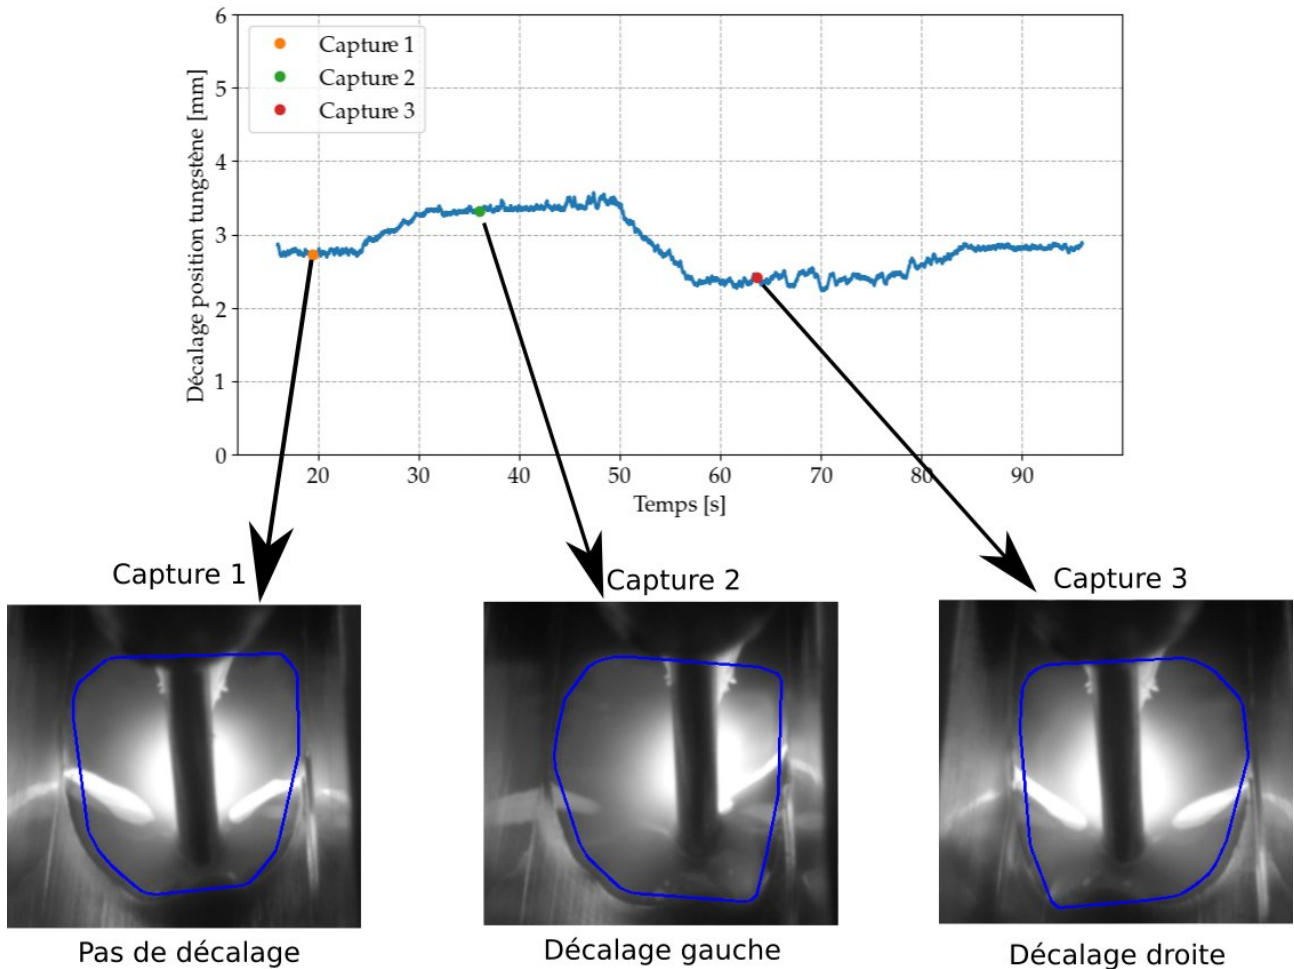 6
5
4
3
2
1
0
Décalage position tungstène [mm]
Capture 1
Capture 2
Capture 3
20 30 40 50 60 70 80 90
Temps [s]
Capture 1
Capture 2
Capture 3
Pas de décalage
Décalage gauche
Décalage droite